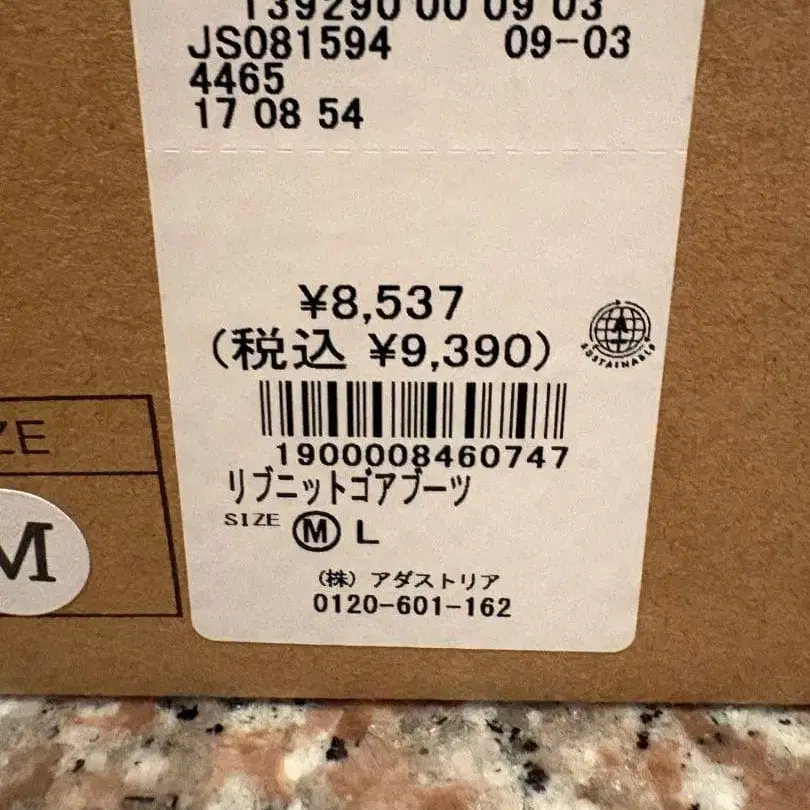 139290 00 09 03
JS081594 09-03
4465
17 08 54
¥8,537
(税込 ¥9,390)
SUSTAINABLE
1900008460747
リブニットゴアブーツ
SIZE M L
(株) アダストリア
0120-601-162
ZE
M